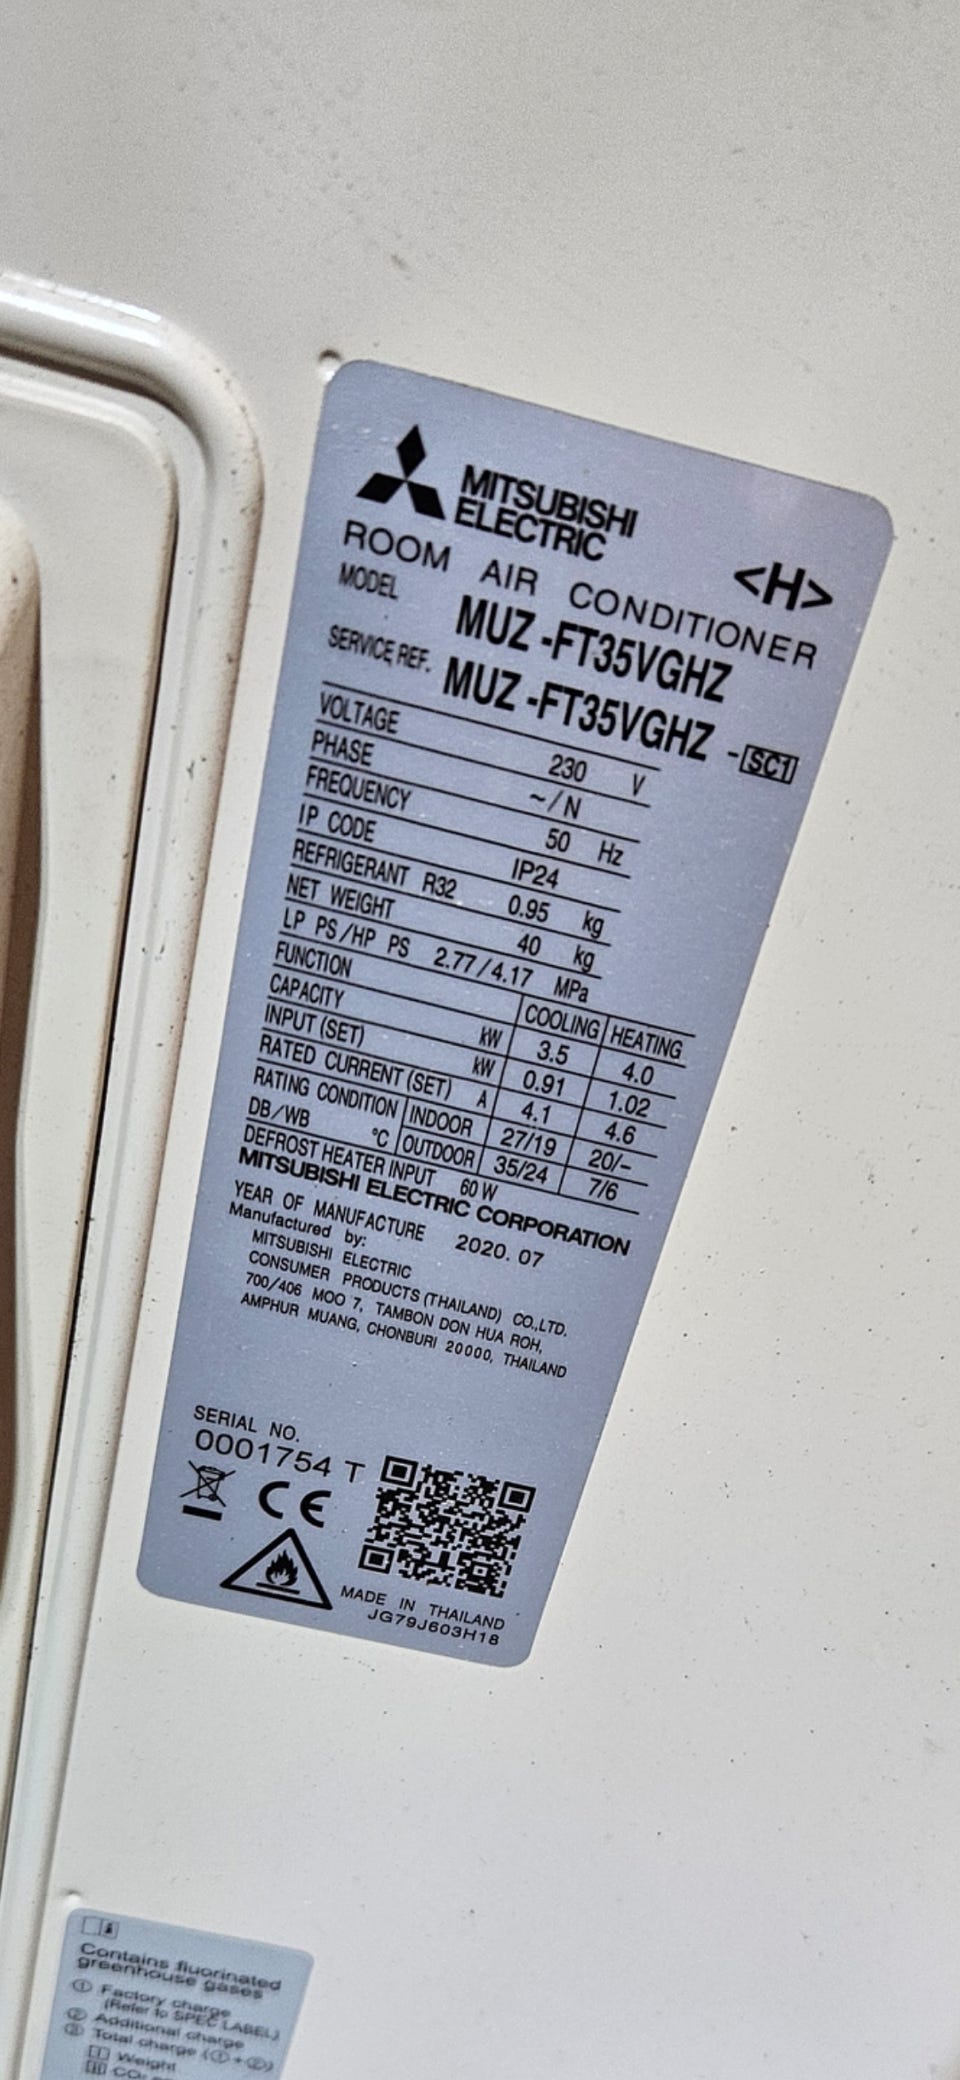 MITSUBISHI
ELECTRIC
<H>
ROOM AIR CONDITIONER
MODEL MUZ -FT35VGHZ
SERVICE REF. MUZ -FT35VGHZ -SC1
VOLTAGE 230 V
PHASE ~/N
FREQUENCY 50 Hz
IP CODE IP24
REFRIGERANT R32 0.95 kg
NET WEIGHT 40 kg
LP PS/HP PS 2.77/4.17 MPa
FUNCTION COOLING HEATING
CAPACITY kW 3.5 4.0
INPUT (SET) kW 0.91 1.02
RATED CURRENT (SET) A 4.1 4.6
RATING CONDITION INDOOR 27/19 20/-
DB/WB °C OUTDOOR 35/24 7/6
DEFROST HEATER INPUT 60 W
MITSUBISHI ELECTRIC CORPORATION
YEAR OF MANUFACTURE 2020. 07
Manufactured by:
MITSUBISHI ELECTRIC
CONSUMER PRODUCTS (THAILAND) CO.,LTD.
700/406 MOO 7, TAMBON DON HUA ROH,
AMPHUR MUANG, CHONBURI 20000, THAILAND
SERIAL NO.
0001754 T
CE
MADE IN THAILAND
JG79J603H18
Contains fluorinated
greenhouse gases
① Factory charge
(Refer to SPEC LABEL)
② Additional charge
③ Total charge (①+②)
Weight